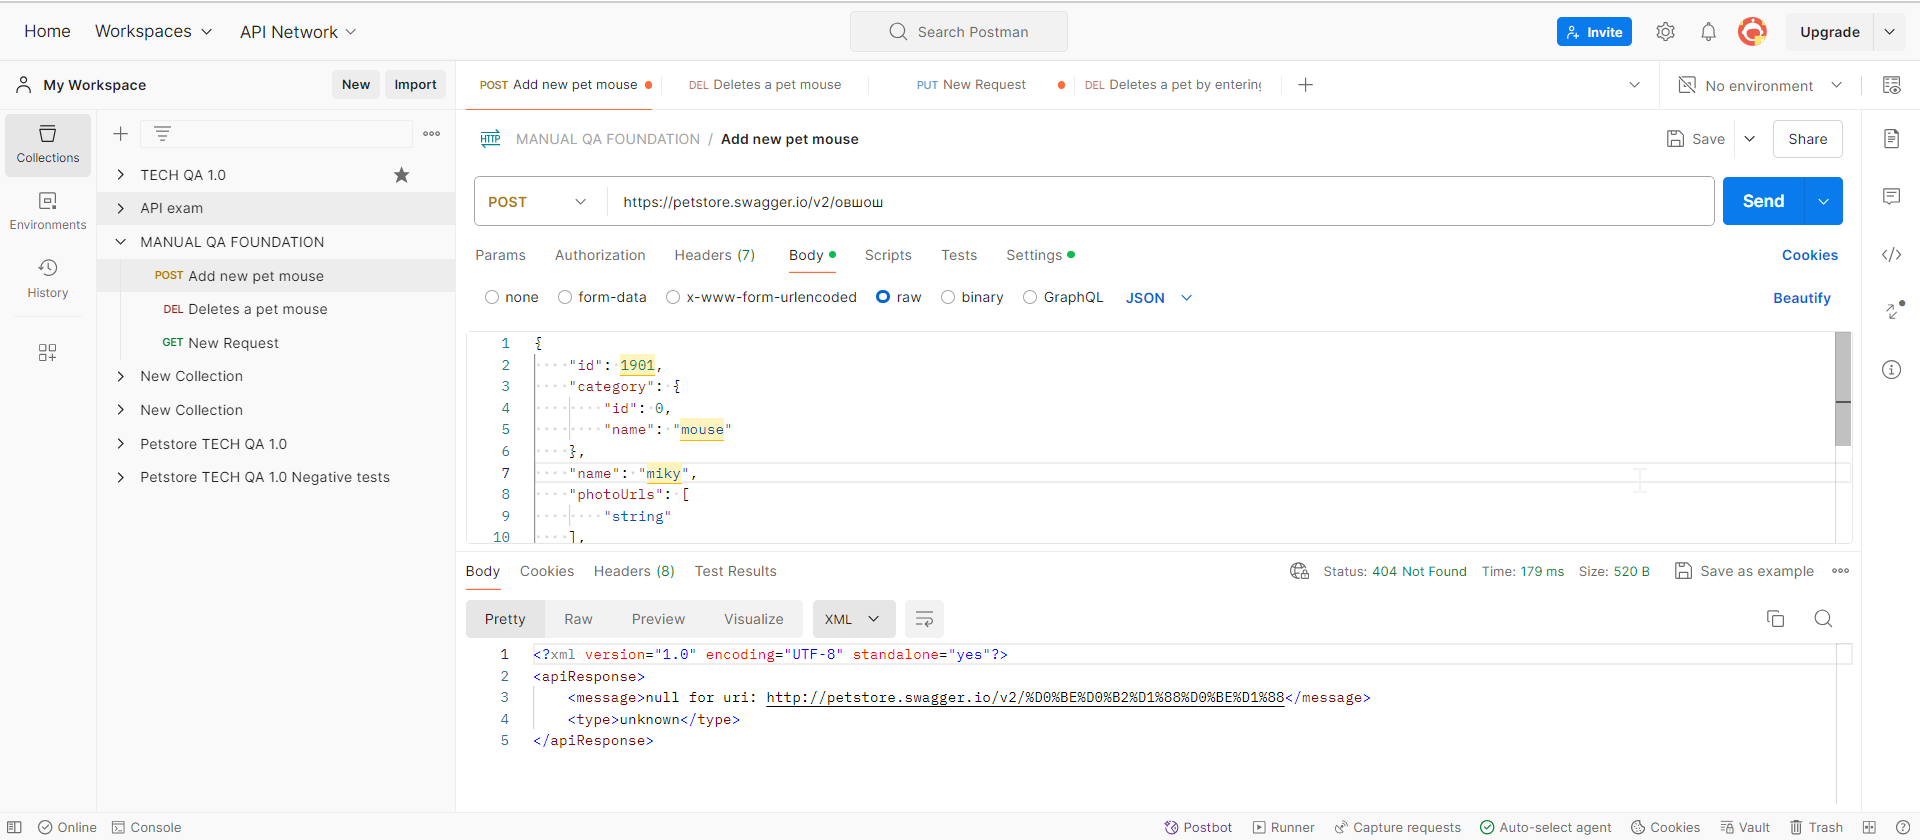 Home Workspaces API Network Search Postman Invite Upgrade
My Workspace New Import POST Add new pet mouse DEL Deletes a pet mouse PUT New Request DEL Deletes a pet by entering No environment
Collections
Environments
History
TECH QA 1.0
API exam
MANUAL QA FOUNDATION
POST Add new pet mouse
DEL Deletes a pet mouse
GET New Request
New Collection
New Collection
Petstore TECH QA 1.0
Petstore TECH QA 1.0 Negative tests
HTTP MANUAL QA FOUNDATION / Add new pet mouse Save Share
POST https://petstore.swagger.io/v2/овшош Send
Params Authorization Headers (7) Body Scripts Tests Settings Cookies
none form-data x-www-form-urlencoded raw binary GraphQL JSON Beautify
1 {
2 "id": 1901,
3 "category": {
4 "id": 0,
5 "name": "mouse"
6 },
7 "name": "miky",
8 "photoUrls": [
9 "string"
10 ],
Body Cookies Headers (8) Test Results Status: 404 Not Found Time: 179 ms Size: 520 B Save as example
Pretty Raw Preview Visualize XML
1 <?xml version="1.0" encoding="UTF-8" standalone="yes"?>
2 <apiResponse>
3 <message>null for uri: http://petstore.swagger.io/v2/%D0%BE%D0%B2%D1%88%D0%BE%D1%88</message>
4 <type>unknown</type>
5 </apiResponse>
Online Console Postbot Runner Capture requests Auto-select agent Cookies Vault Trash